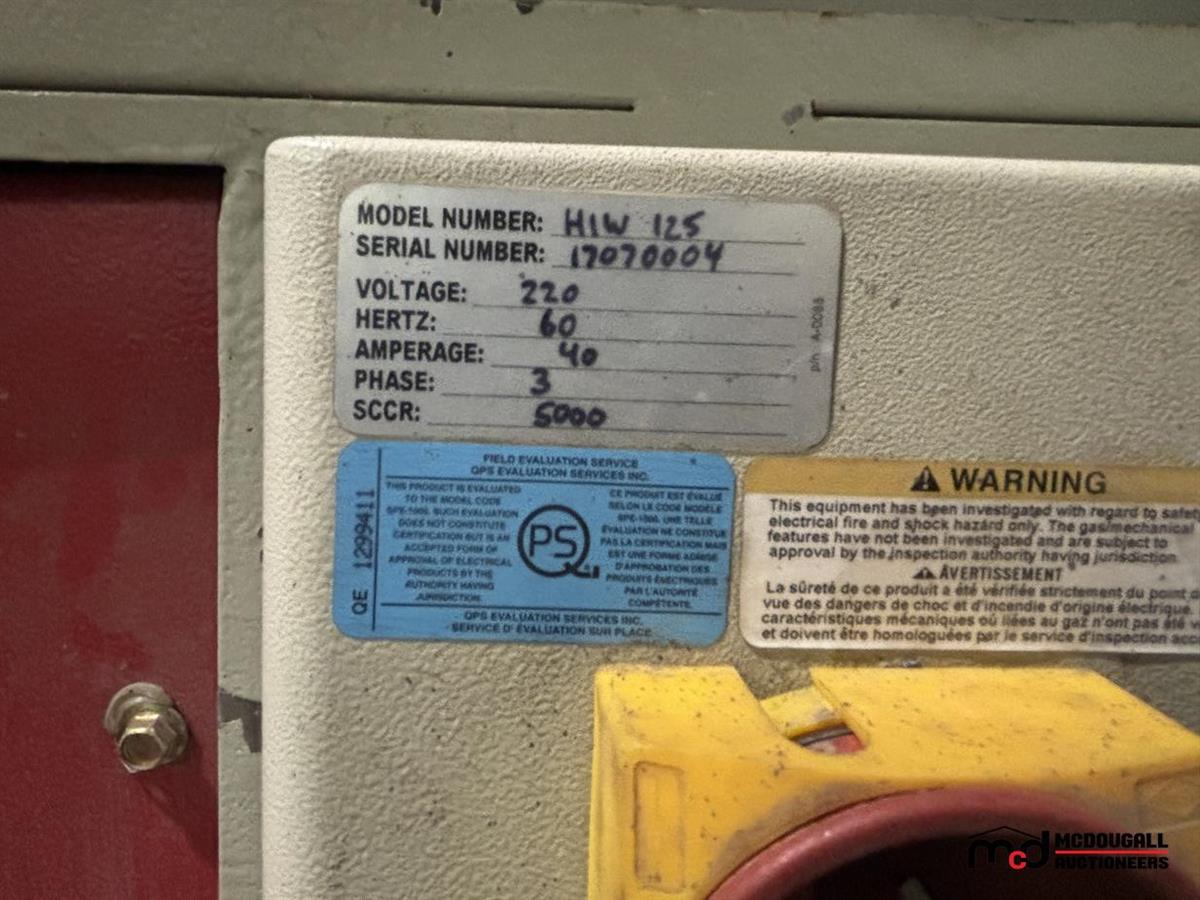 MODEL NUMBER: HIW 125
SERIAL NUMBER: 17070004
VOLTAGE: 220
HERTZ: 60
AMPERAGE: 40
PHASE: 3
SCCR: 5000
p/n A-0085
FIELD EVALUATION SERVICE
QPS EVALUATION SERVICES INC.
QE 1299411
THIS PRODUCT IS EVALUATED
TO THE MODEL CODE
SPE-1000. SUCH EVALUATION
DOES NOT CONSTITUTE
CERTIFICATION BUT IS AN
ACCEPTED FORM OF
APPROVAL OF ELECTRICAL
PRODUCTS BY THE
AUTHORITY HAVING
JURISDICTION.
QPS
CE PRODUIT EST ÉVALUÉ
SELON LE CODE MODÈLE
SPE-1000. UNE TELLE
ÉVALUATION NE CONSTITUE
PAS LA CERTIFICATION MAIS
EST UNE FORME ADMISE
D'APPROBATION DES
PRODUITS ÉLECTRIQUES
PAR L'AUTORITÉ
COMPÉTENTE.
QPS EVALUATION SERVICES INC.
SERVICE D'ÉVALUATION SUR PLACE
WARNING
This equipment has been investigated with regard to
electrical fire and shock hazard only. The gas/mechanical
features have not been investigated and are subject to
approval by the inspection authority having jurisdiction
AVERTISSEMENT
La sûreté de ce produit a été vérifiée strictement du point
vue des dangers de choc et d'incendie d'origine électrique
caractéristiques mécaniques où liées au gaz n'ont pas été
et doivent être homologuées par le service d'inspection
mcd MCDOUGALL
AUCTIONEERS